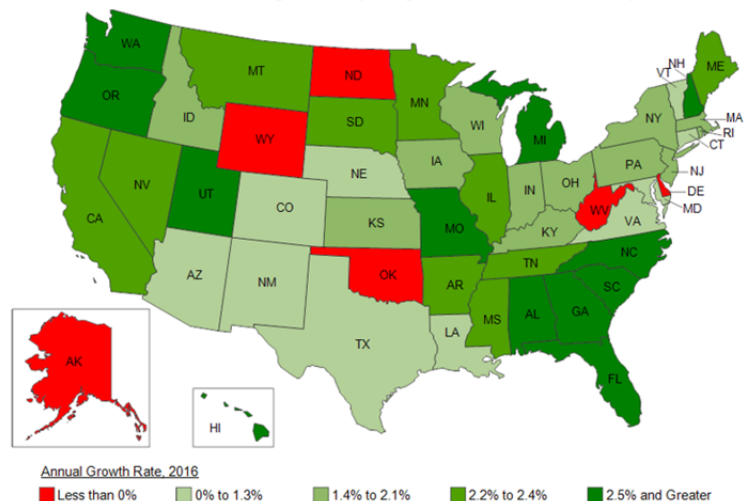 WA
MT
ND
OR
ID
WY
SD
MN
WI
MI
NH
VT
ME
NY
MA
RI
CT
NV
UT
CO
NE
IA
IL
IN
OH
PA
NJ
DE
MD
CA
KS
MO
KY
WV
VA
AZ
NM
OK
AR
TN
NC
SC
TX
LA
MS
AL
GA
FL
AK
HI
Annual Growth Rate, 2016
Less than 0%
0% to 1.3%
1.4% to 2.1%
2.2% to 2.4%
2.5% and Greater